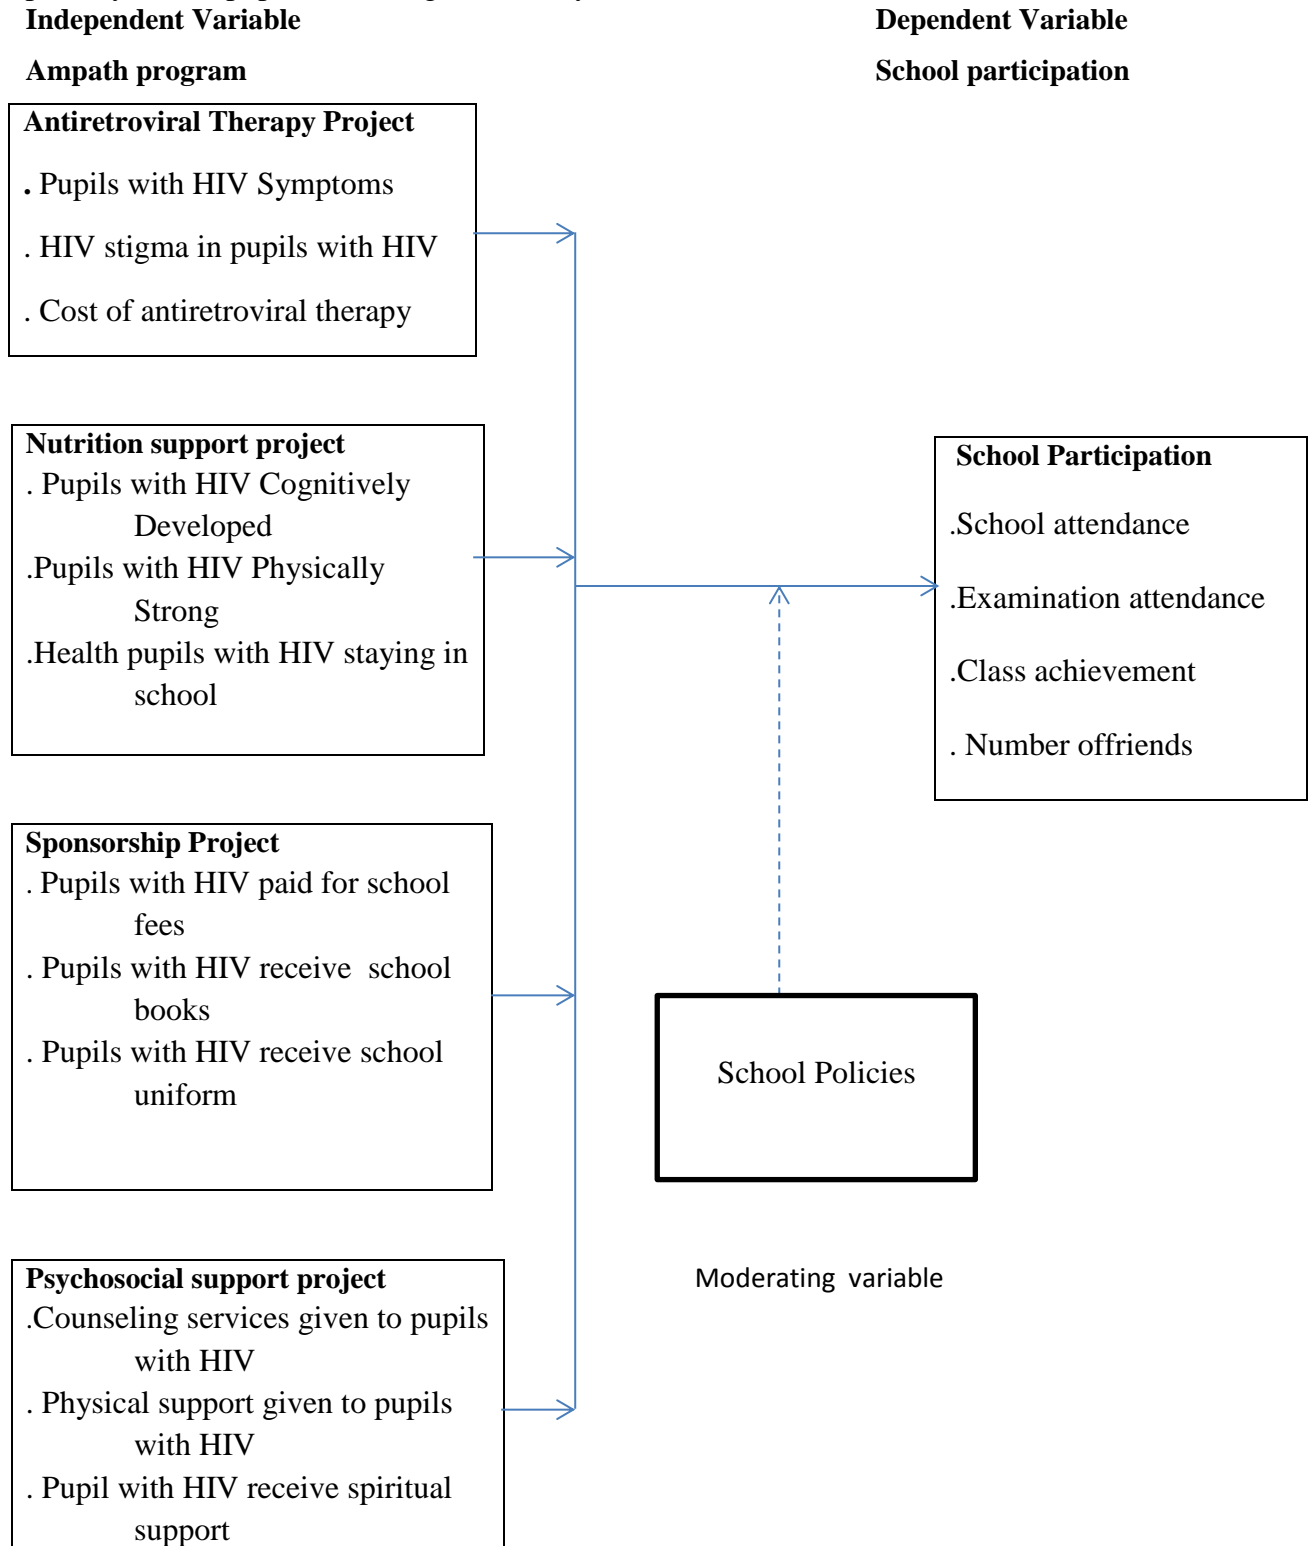 Independent Variable
Dependent Variable
Ampath program
School participation
Antiretroviral Therapy Project
. Pupils with HIV Symptoms
. HIV stigma in pupils with HIV
. Cost of antiretroviral therapy
Nutrition support project
. Pupils with HIV Cognitively
Developed
.Pupils with HIV Physically
Strong
.Health pupils with HIV staying in
school
School Participation
.School attendance
.Examination attendance
.Class achievement
. Number offriends
Sponsorship Project
. Pupils with HIV paid for school
fees
. Pupils with HIV receive  school
books
. Pupils with HIV receive school
uniform
School Policies
Moderating  variable
Psychosocial support project
.Counseling services given to pupils
with HIV
. Physical support given to pupils
with HIV
. Pupil with HIV receive spiritual
support